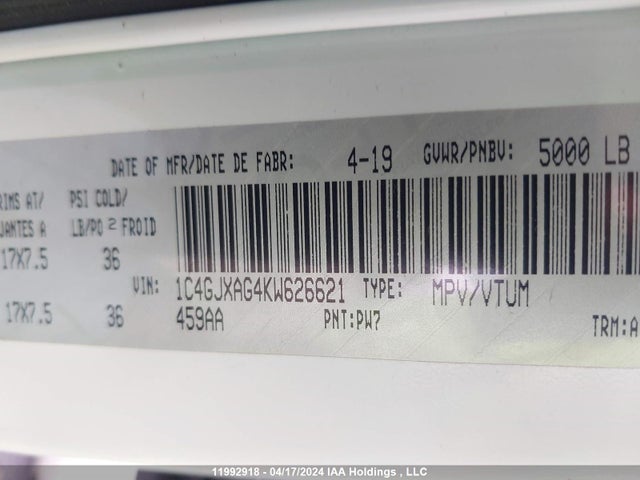 DATE OF MFR/DATE DE FABR: 4-19 GVWR/PNBV: 5000 LB
RIMS AT/ PSI COLD/
JANTES A LB/PO 2 FROID
17X7.5 36
VIN: 1C4GJXAG4KW626621 TYPE: MPV/VTUM
17X7.5 36 459AA PNT:PW7 TRM:A
11992918 - 04/17/2024 IAA Holdings , LLC